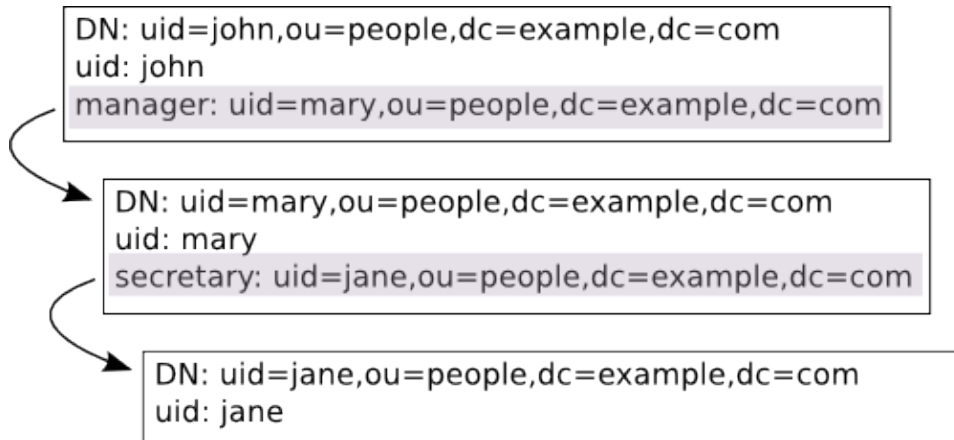 DN: uid=john,ou=people,dc=example,dc=com
uid: john
manager: uid=mary,ou=people,dc=example,dc=com
DN: uid=mary,ou=people,dc=example,dc=com
uid: mary
secretary: uid=jane,ou=people,dc=example,dc=com
DN: uid=jane,ou=people,dc=example,dc=com
uid: jane